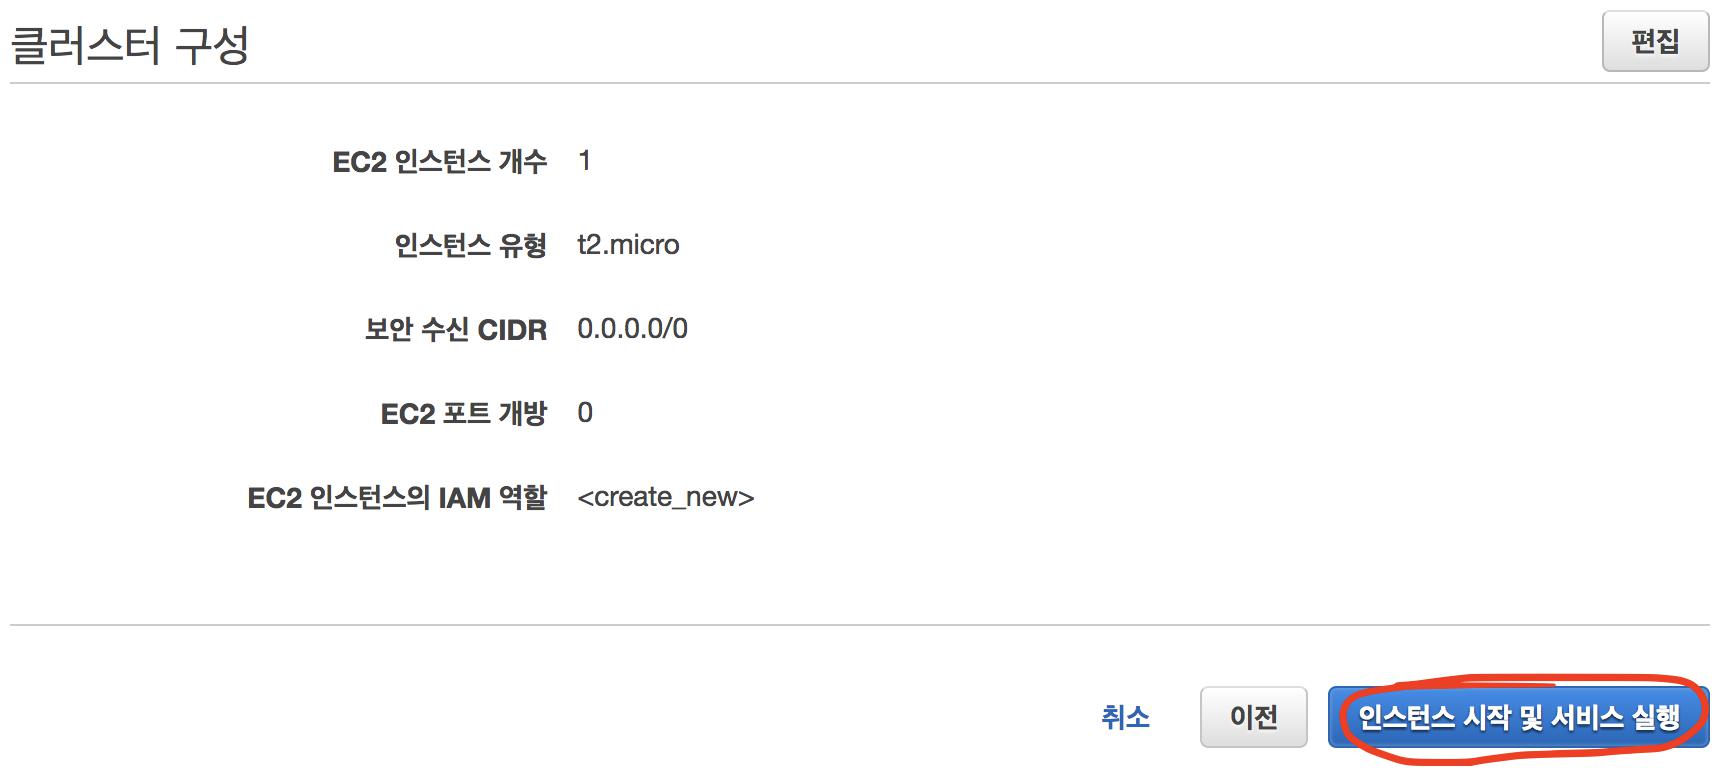 클러스터 구성
편집
EC2 인스턴스 개수 1
인스턴스 유형 t2.micro
보안 수신 CIDR 0.0.0.0/0
EC2 포트 개방 0
EC2 인스턴스의 IAM 역할 <create_new>
취소 이전 인스턴스 시작 및 서비스 실행